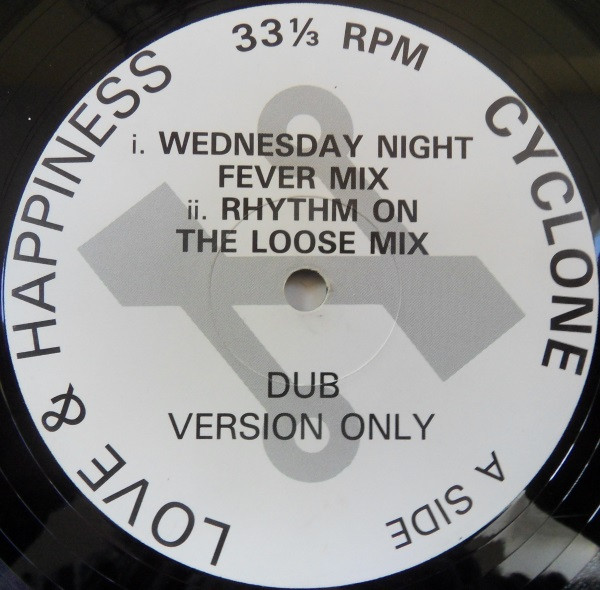 33⅓ RPM
LOVE & HAPPINESS
CYCLONE
i. WEDNESDAY NIGHT
FEVER MIX
ii. RHYTHM ON
THE LOOSE MIX
DUB
VERSION ONLY
A SIDE